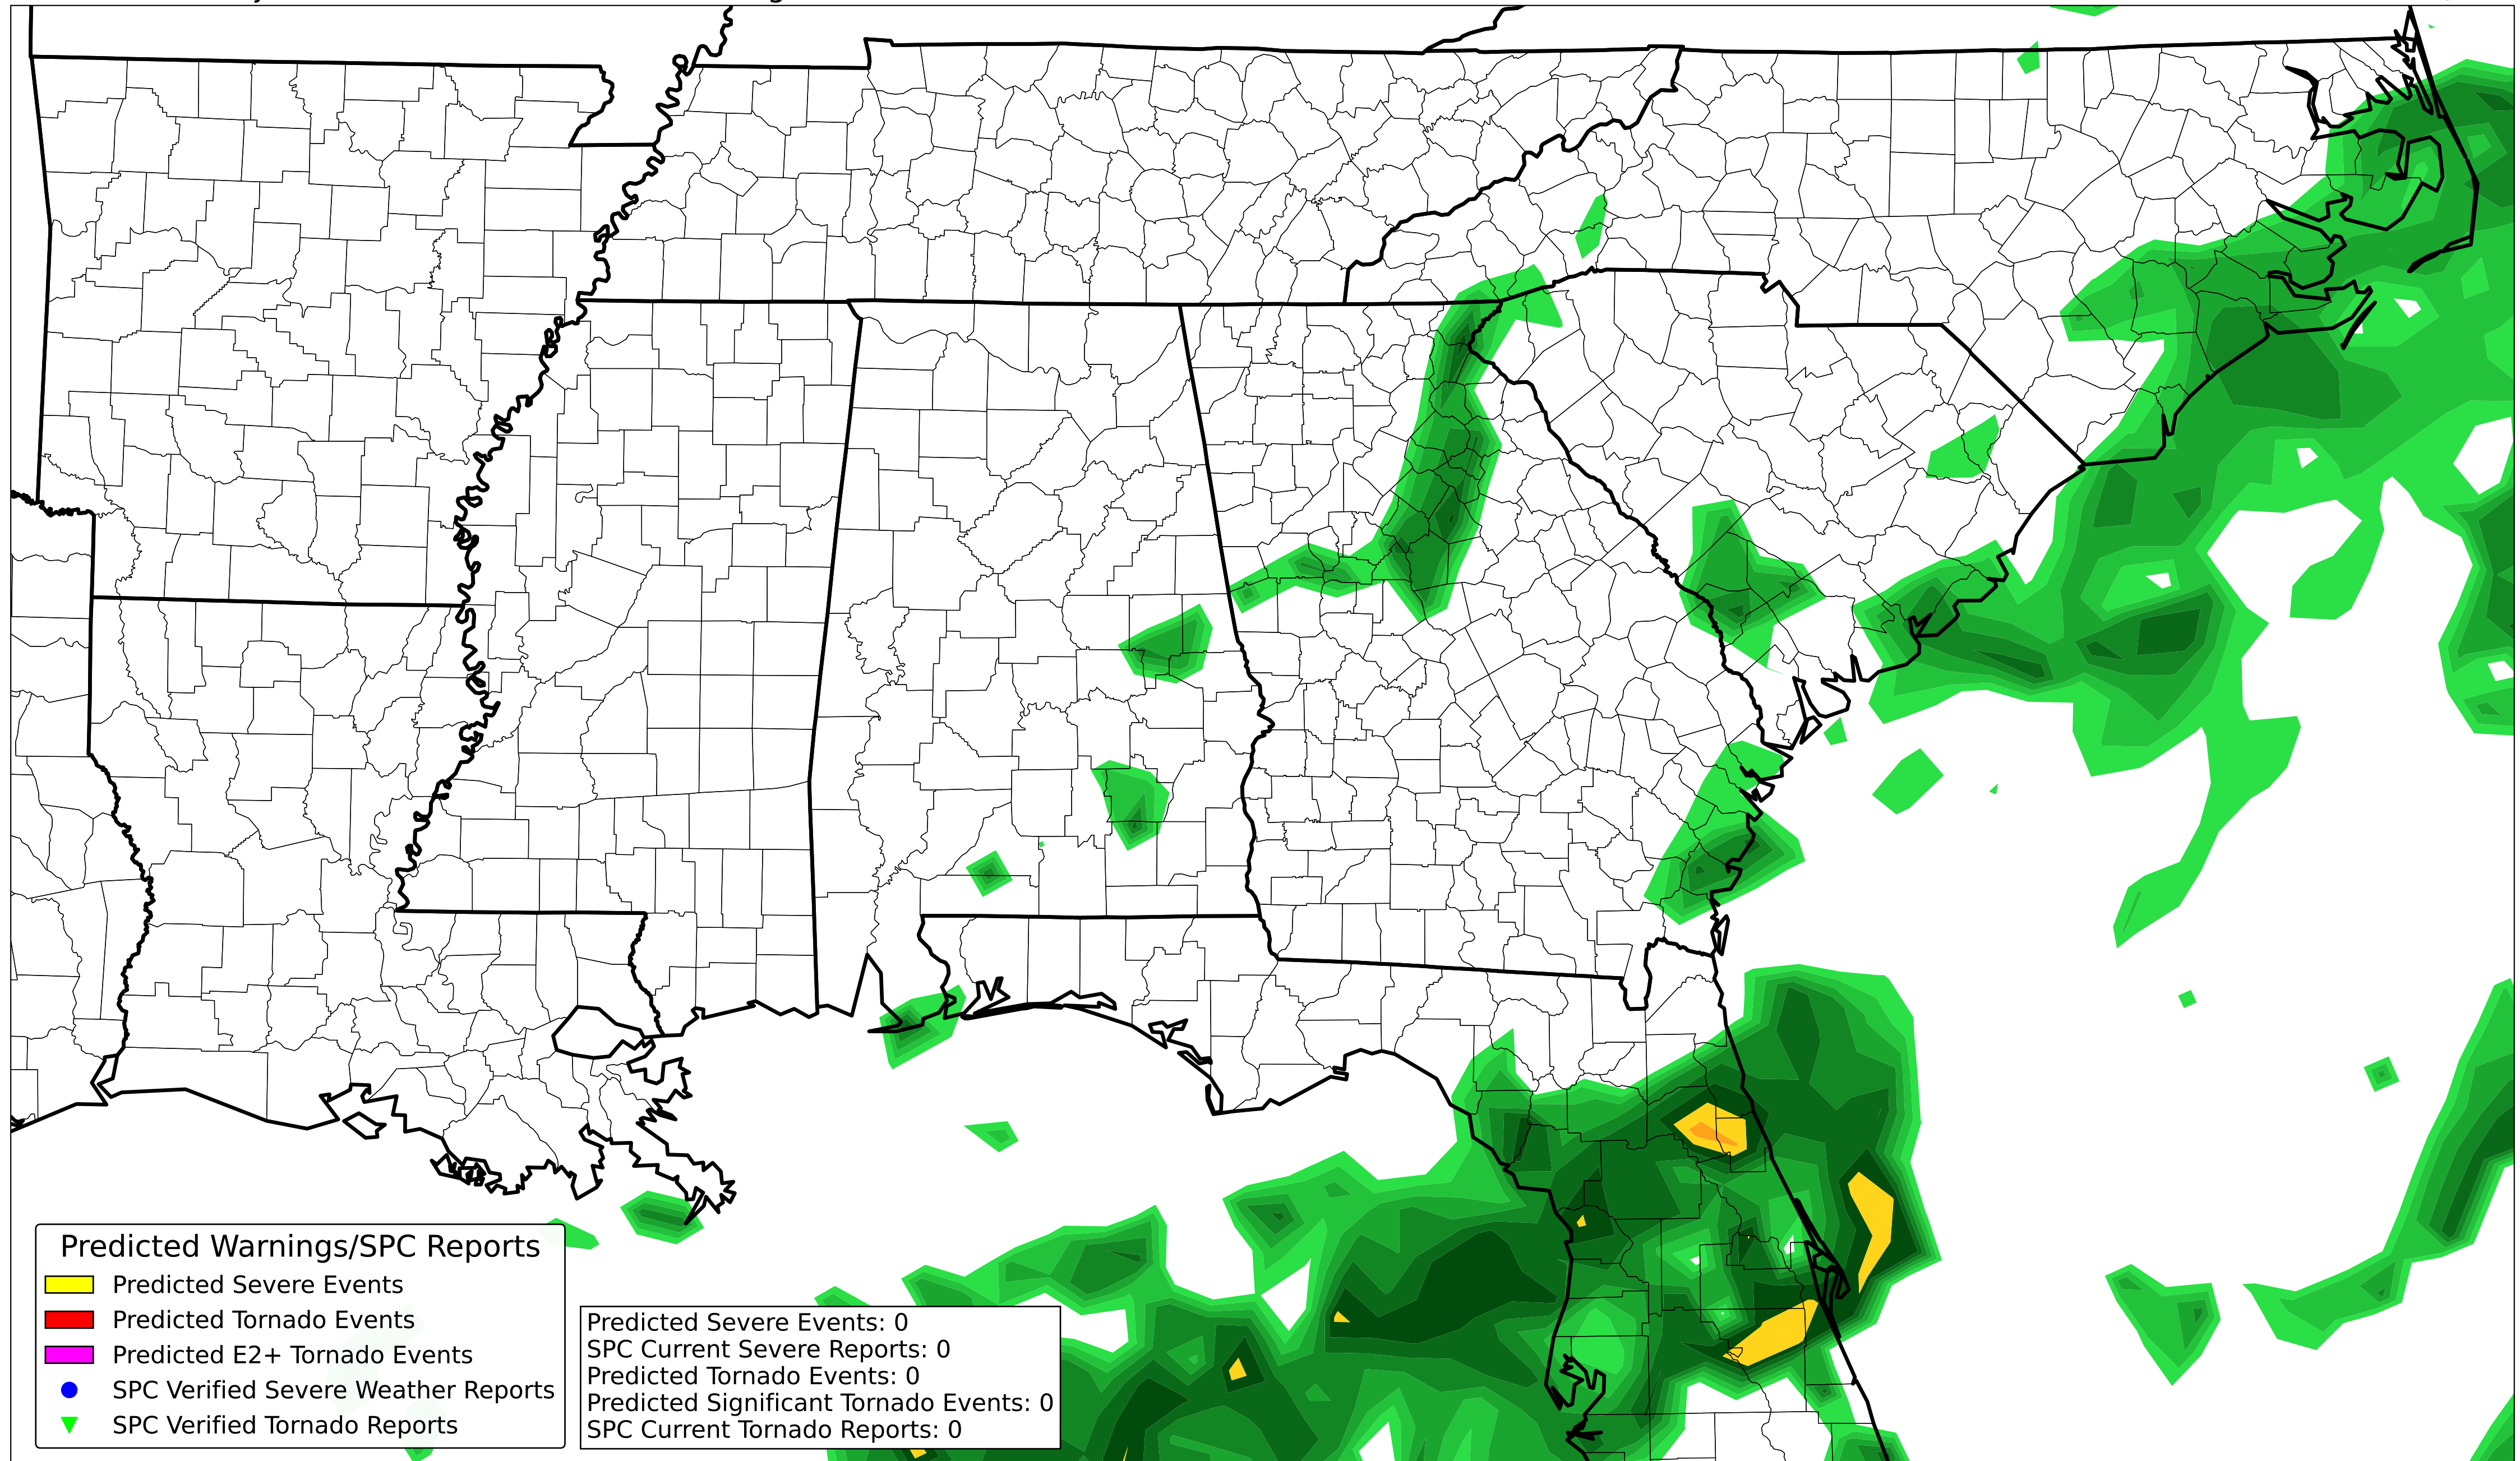 Predicted Warnings/SPC Reports
Predicted Severe Events
Predicted Tornado Events
Predicted E2+ Tornado Events
SPC Verified Severe Weather Reports
SPC Verified Tornado Reports
Predicted Severe Events: 0
SPC Current Severe Reports: 0
Predicted Tornado Events: 0
Predicted Significant Tornado Events: 0
SPC Current Tornado Reports: 0